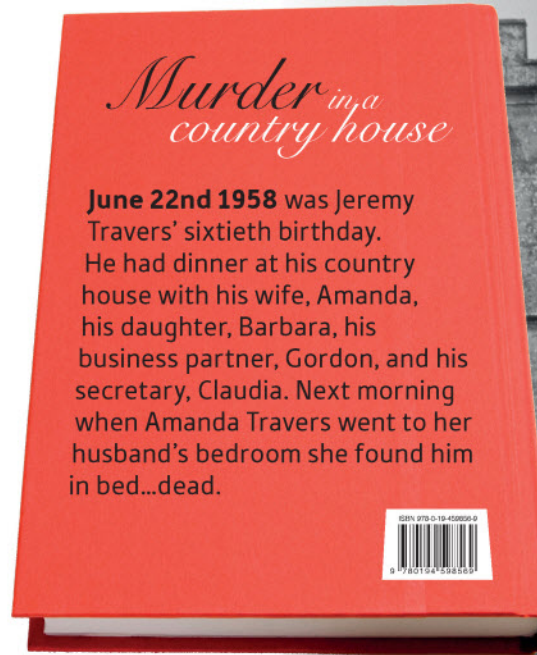 Murder in a
country house
June 22nd 1958 was Jeremy
Travers’ sixtieth birthday.
He had dinner at his country
house with his wife, Amanda,
his daughter, Barbara, his
business partner, Gordon, and his
secretary, Claudia. Next morning
when Amanda Travers went to her
husband’s bedroom she found him
in bed...dead.
ISBN 978-0-19-459856-9
9 780194 598569